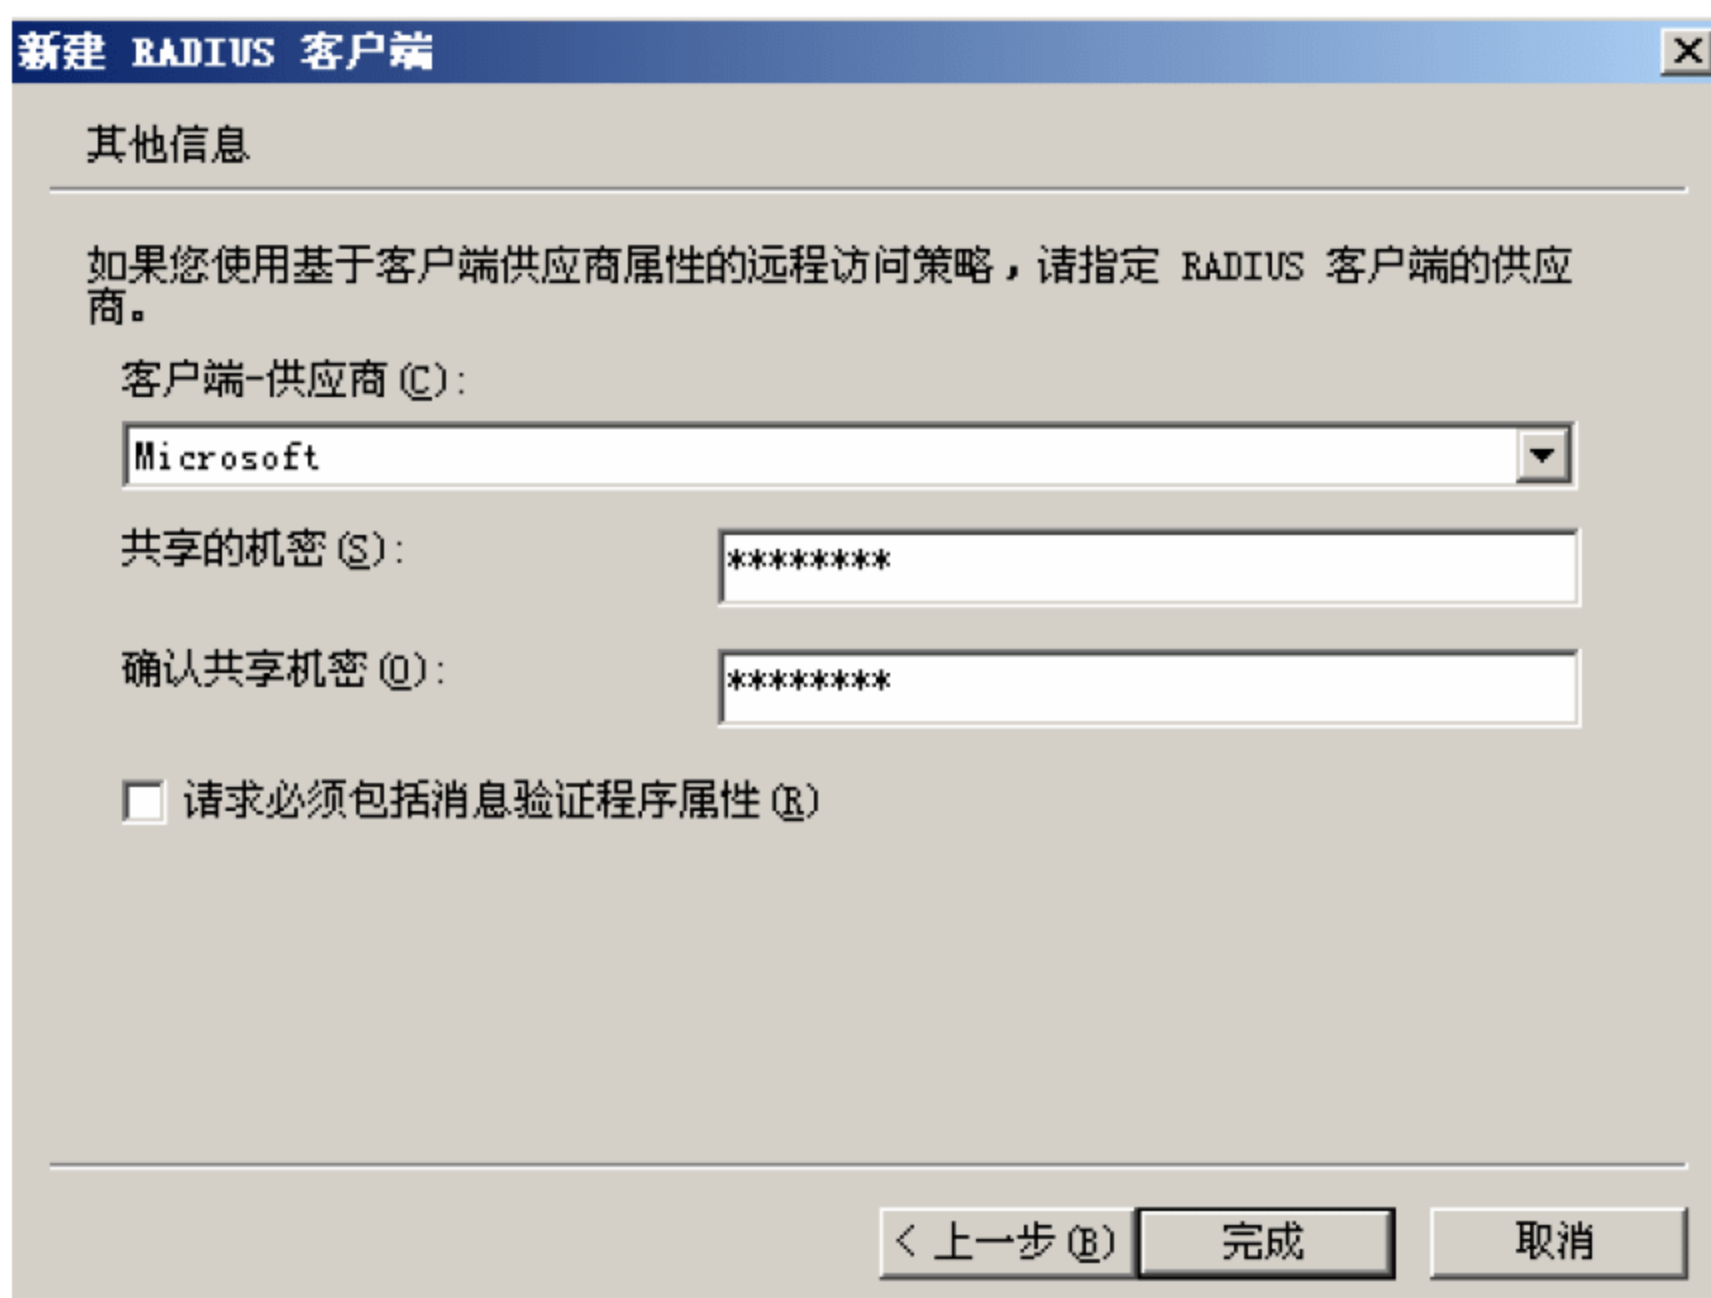 新建 RADIUS 客户端
其他信息
如果您使用基于客户端供应商属性的远程访问策略，请指定 RADIUS 客户端的供应
商。
客户端-供应商(C):
Microsoft
共享的机密(S):
********
确认共享机密(O):
********
请求必须包括消息验证程序属性(R)
< 上一步(B)
完成
取消